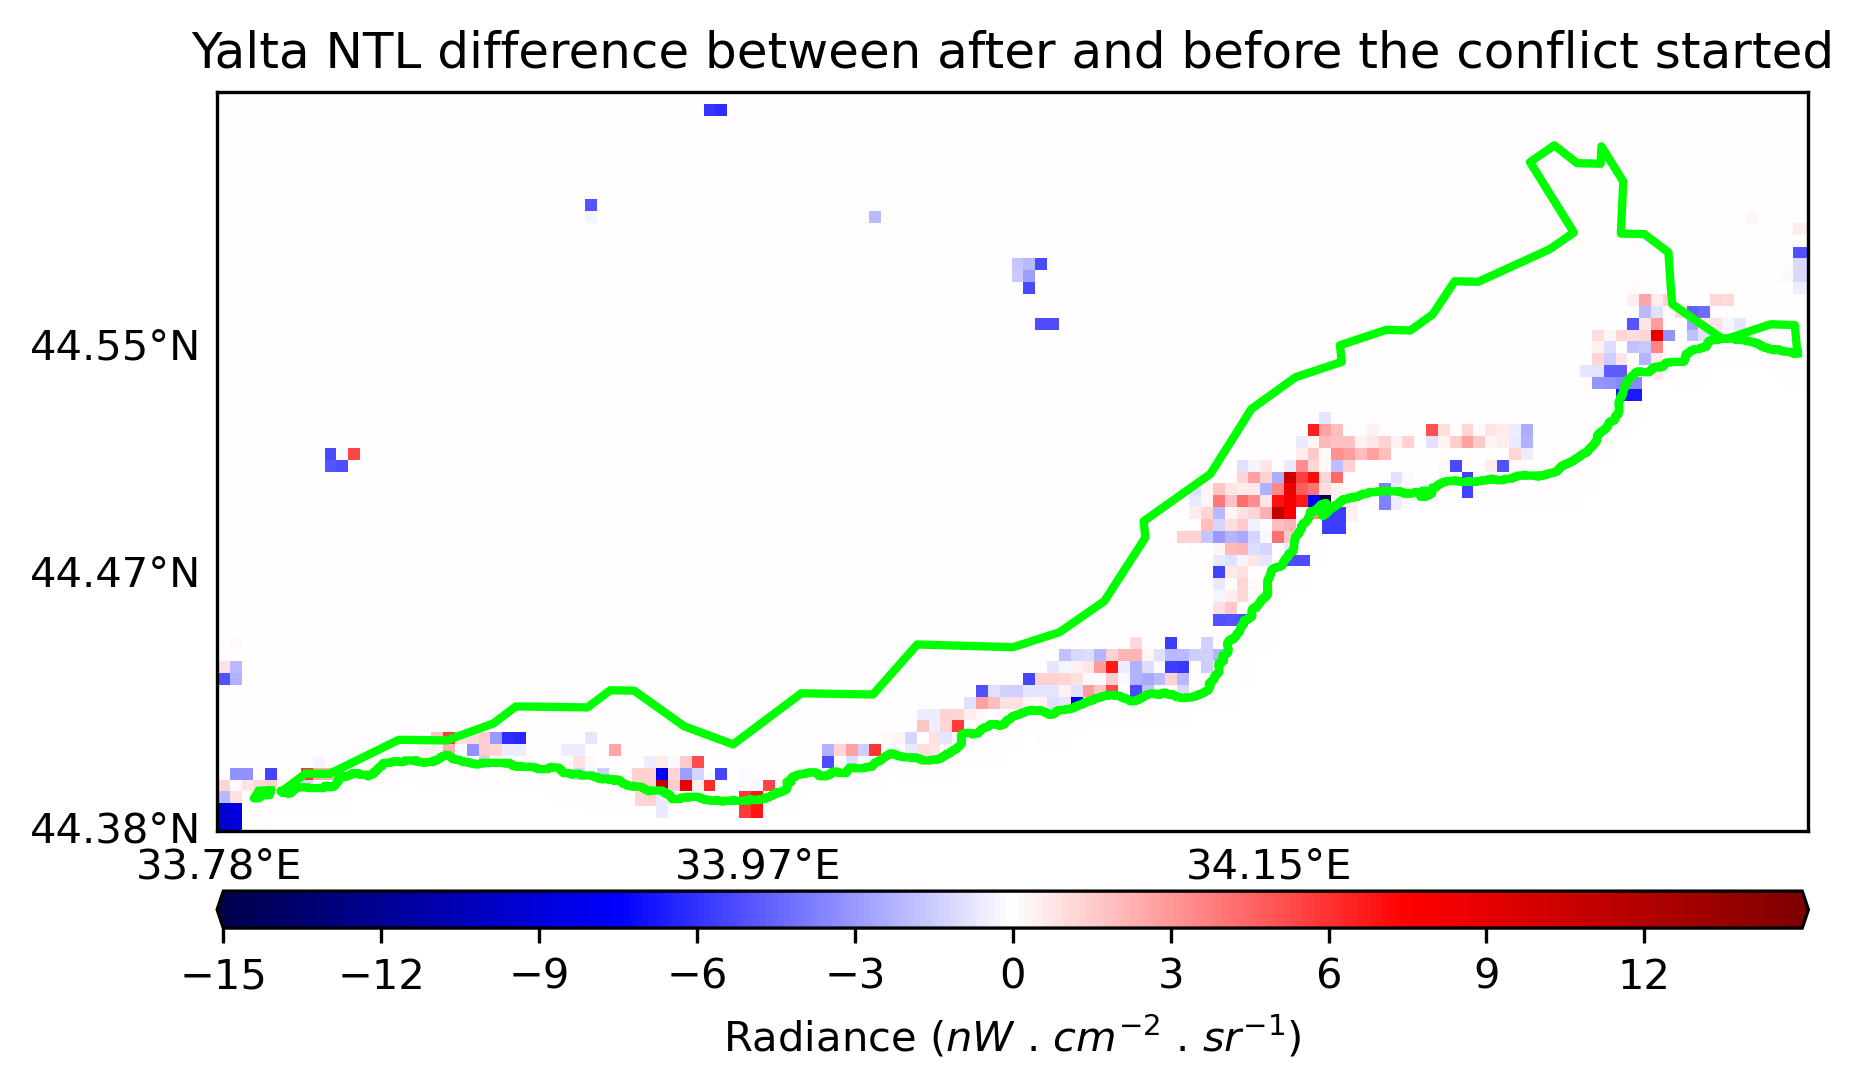 Yalta NTL difference between after and before the conflict started
44.55°N
44.47°N
44.38°N
33.78°E 33.97°E 34.15°E
−15 −12 −9 −6 −3 0 3 6 9 12
Radiance (nW . cm⁻² . sr⁻¹)